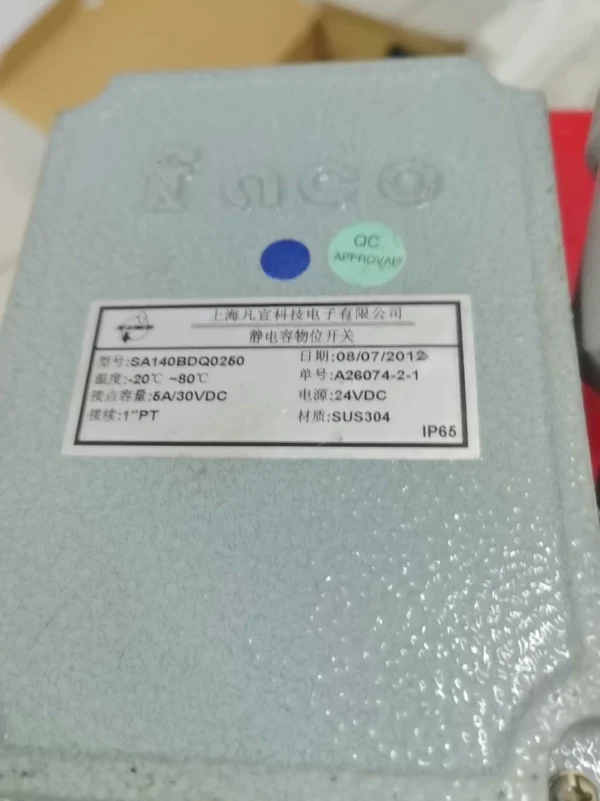 fineco
QC
APPROVAL
上海凡宜科技电子有限公司
静电容物位开关
型号:SA140BDQ0250
日期:08/07/2012
温度:-20℃ ~80℃
单号:A26074-2-1
接点容量:5A/30VDC
电源:24VDC
接续:1"PT
材质:SUS304
IP65